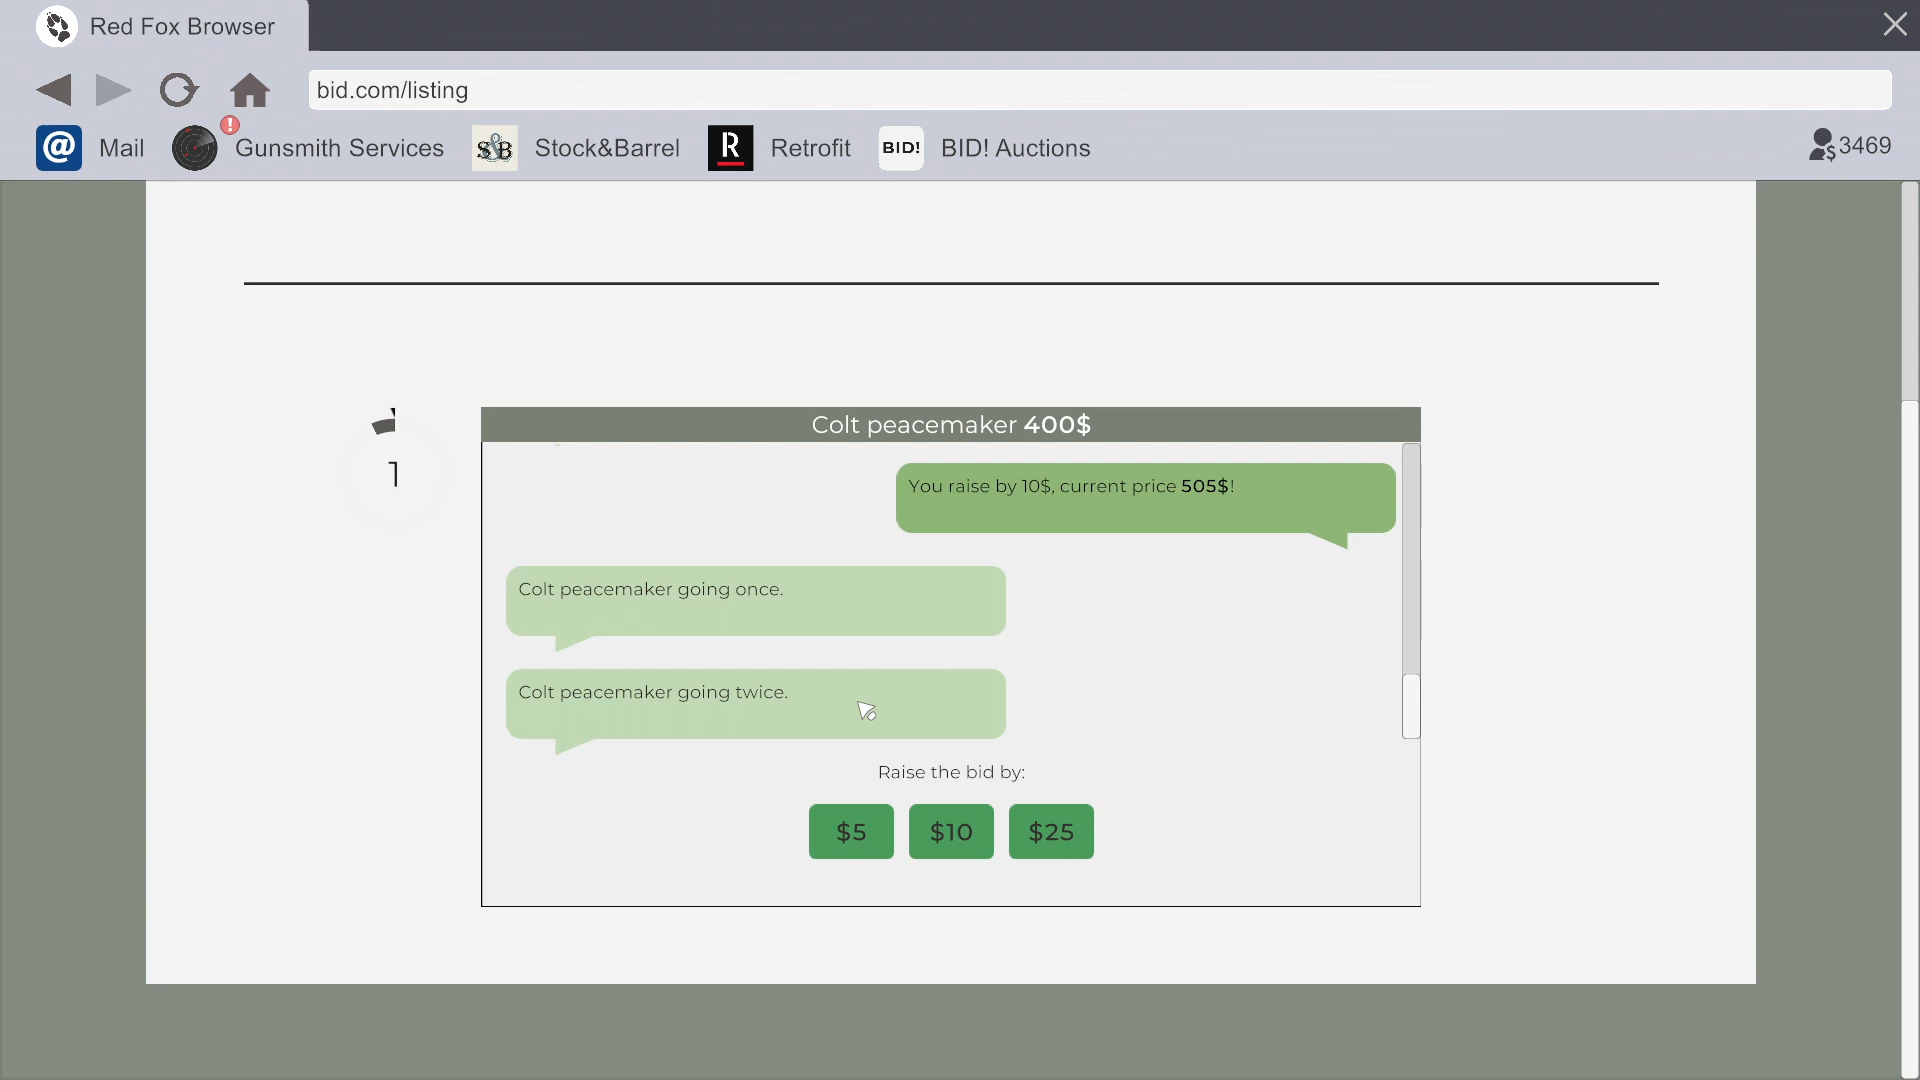 Red Fox Browser
bid.com/listing
@ Mail
! Gunsmith Services
S&B Stock&Barrel
R Retrofit
BID! BID! Auctions
$ 3469
Colt peacemaker 400$
1
You raise by 10$, current price 505$!
Colt peacemaker going once.
Colt peacemaker going twice.
Raise the bid by:
$5 $10 $25